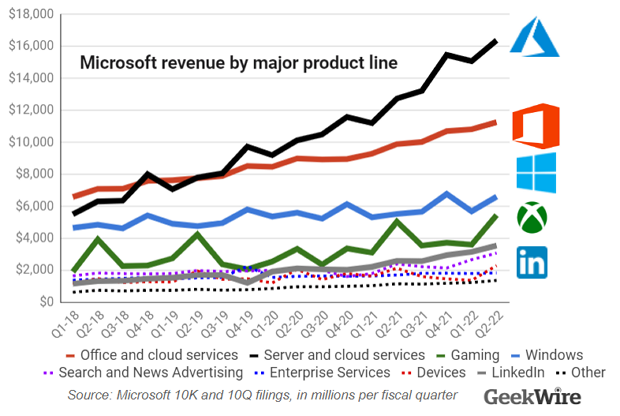 $18,000
Microsoft revenue by major product line
$16,000
$14,000
$12,000
$10,000
$8,000
$6,000
$4,000
$2,000
$0
Q1-18
Q2-18
Q3-18
Q4-18
Q1-19
Q2-19
Q3-19
Q4-19
Q1-20
Q2-20
Q3-20
Q4-20
Q1-21
Q2-21
Q3-21
Q4-21
Q1-22
Q2-22
in
Office and cloud services Server and cloud services Gaming Windows
Search and News Advertising Enterprise Services Devices LinkedIn Other
Source: Microsoft 10K and 10Q filings, in millions per fiscal quarter
GeekWire